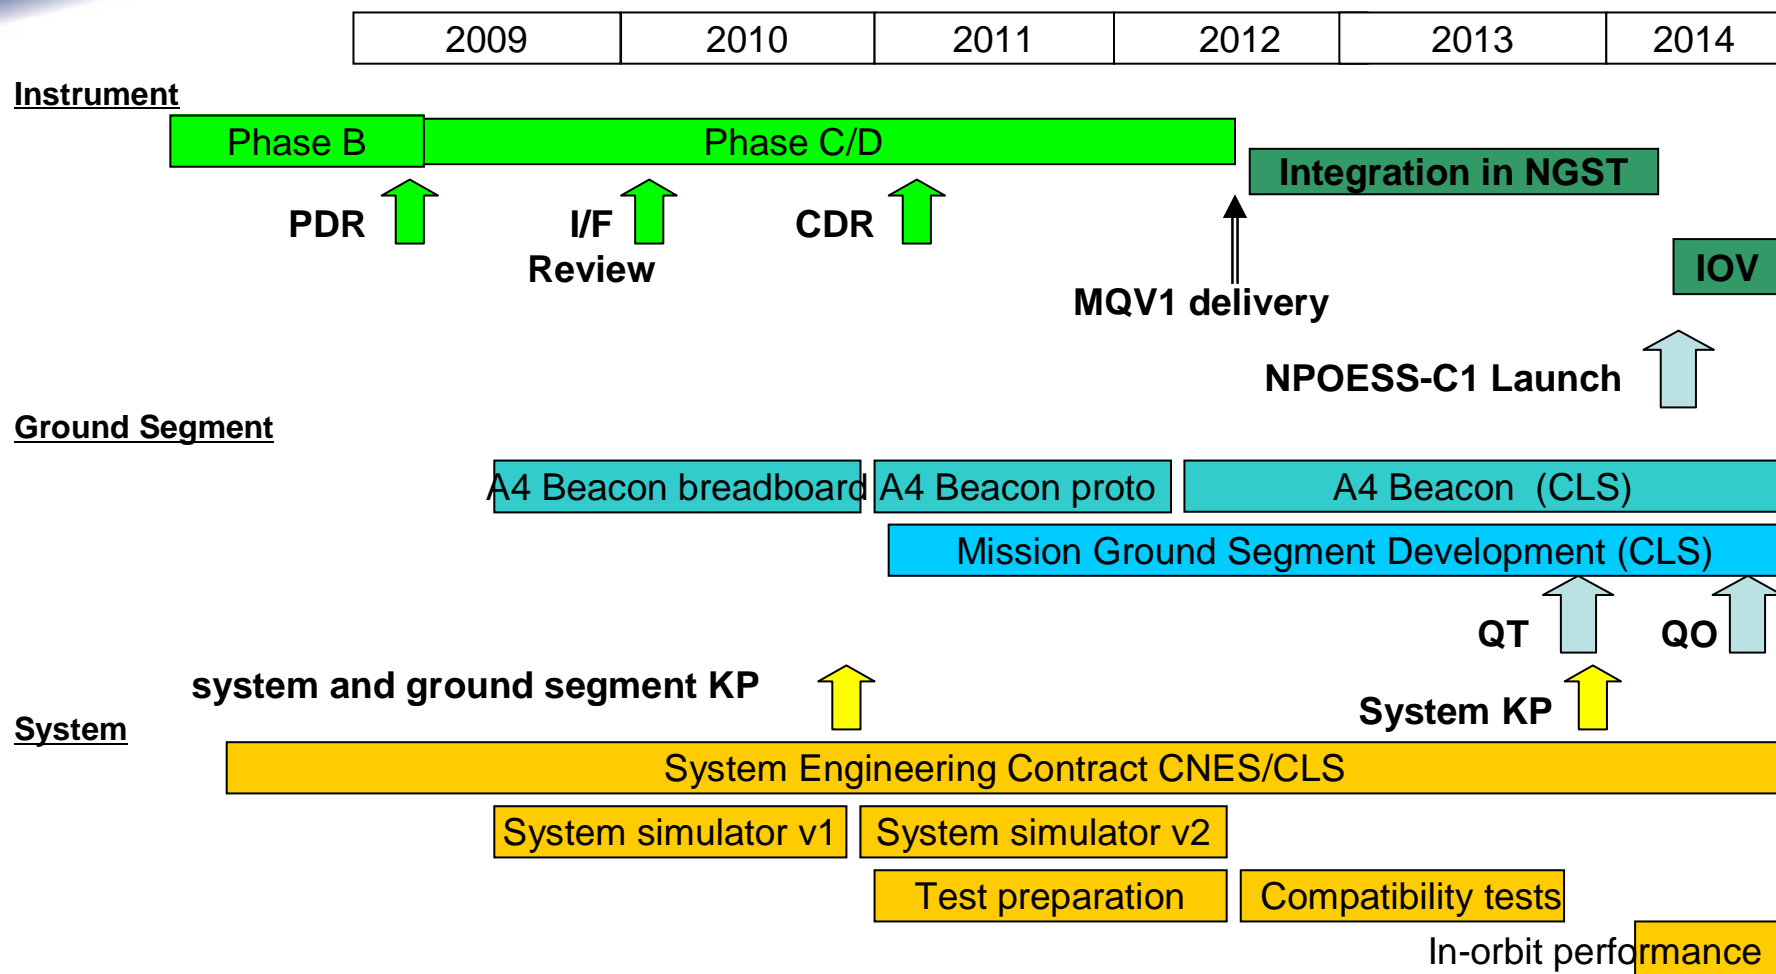 2009 2010 2011 2012 2013 2014
Instrument
Phase B Phase C/D
Integration in NGST
PDR I/F CDR
Review
IOV
MQV1 delivery
NPOESS-C1 Launch
Ground Segment
A4 Beacon breadboard A4 Beacon proto A4 Beacon (CLS)
Mission Ground Segment Development (CLS)
QT QO
system and ground segment KP
System KP
System
System Engineering Contract CNES/CLS
System simulator v1 System simulator v2
Test preparation Compatibility tests
In-orbit performance